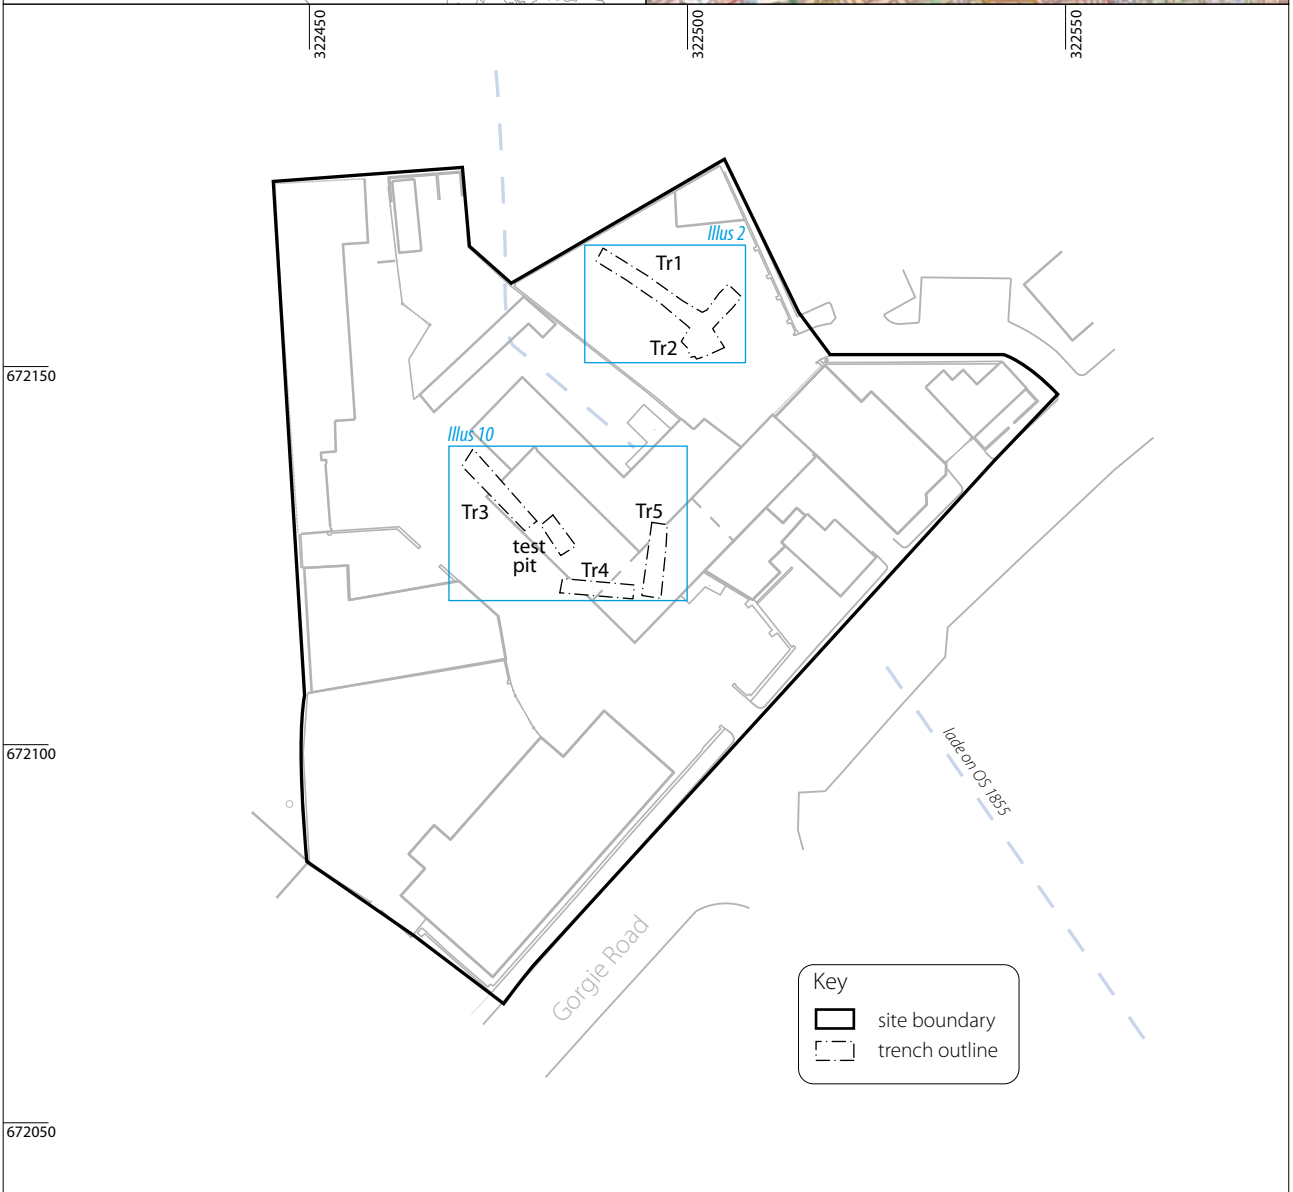 322450
322500
322550
Illus 2
Tr1
Tr2
672150
Illus 10
Tr3
Tr5
test
pit
Tr4
672100
lade on OS 1855
Gorgie Road
Key
site boundary
trench outline
672050